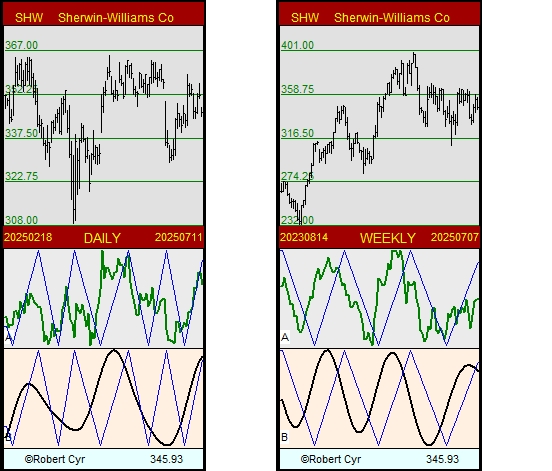 SHW Sherwin-Williams Co
367.00
352.25
337.50
322.75
308.00
20250218 DAILY 20250711
A
B
©Robert Cyr 345.93
SHW Sherwin-Williams Co
401.00
358.75
316.50
274.25
232.00
20230814 WEEKLY 20250707
A
B
©Robert Cyr 345.93